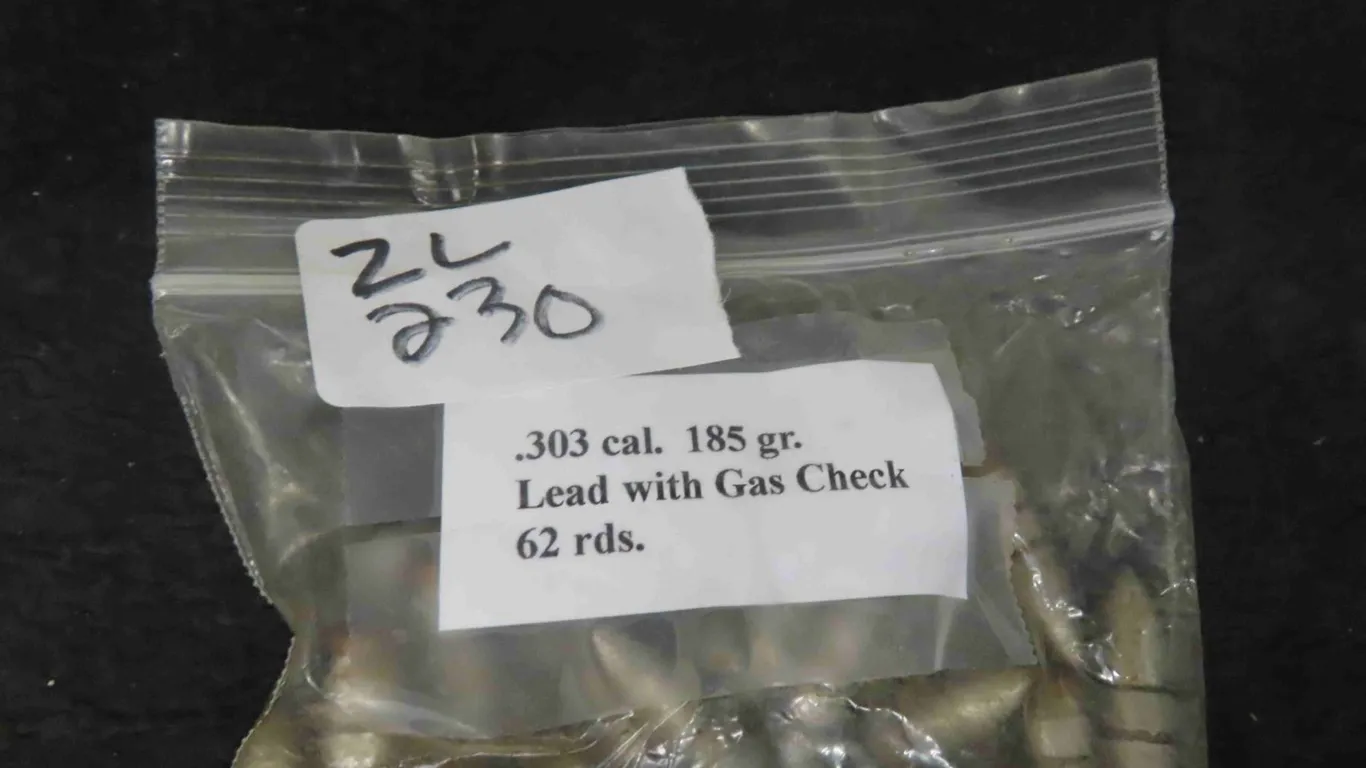 ZL
230
.303 cal. 185 gr.
Lead with Gas Check
62 rds.